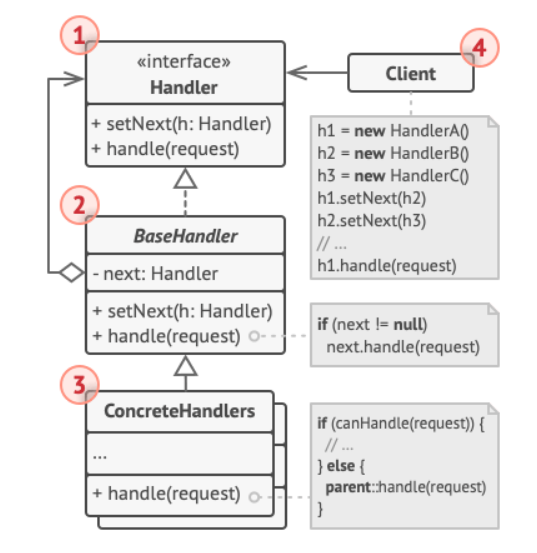 1
«interface»
Handler
+ setNext(h: Handler)
+ handle(request)
4
Client
h1 = new HandlerA()
h2 = new HandlerB()
h3 = new HandlerC()
h1.setNext(h2)
h2.setNext(h3)
// ...
h1.handle(request)
2
BaseHandler
- next: Handler
+ setNext(h: Handler)
+ handle(request)
if (next != null)
next.handle(request)
3
ConcreteHandlers
...
+ handle(request)
if (canHandle(request)) {
// ...
} else {
parent::handle(request)
}